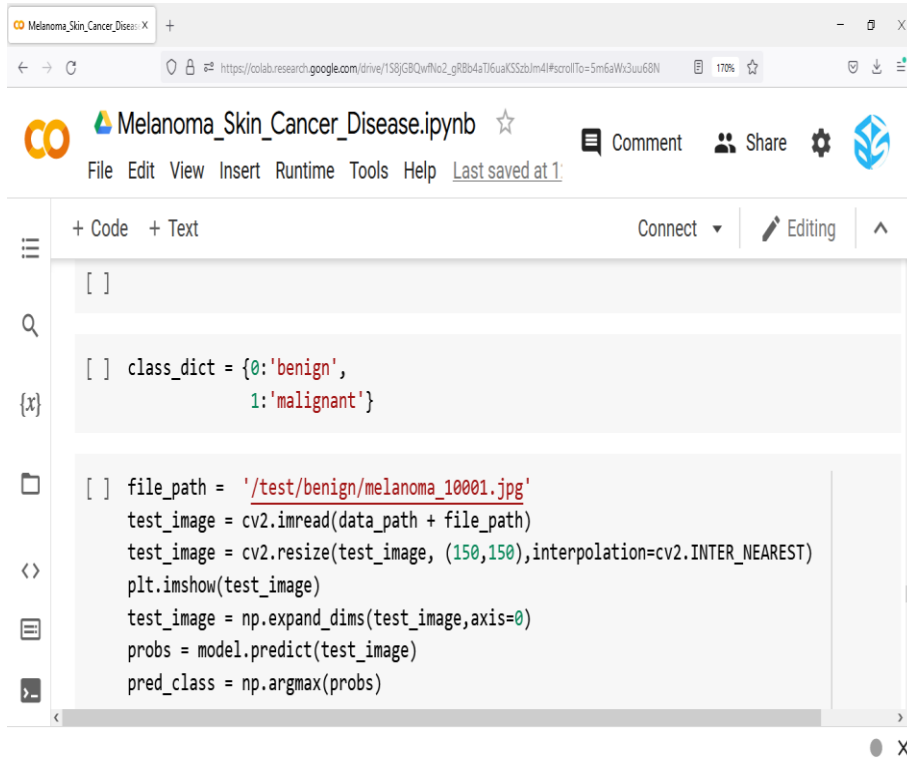 Melanoma_Skin_Cancer_Diseas
https://colab.research.google.com/drive/1S8jGBQwfNo2_gRBb4aTJ6uaKSSzbJm4I#scrollTo=5m6aWx3uu68N 170%
Melanoma_Skin_Cancer_Disease.ipynb
Comment Share
File Edit View Insert Runtime Tools Help Last saved at 1
+ Code + Text Connect Editing
[ ]
[ ] class_dict = {0:'benign',
1:'malignant'}
{x}
[ ] file_path = '/test/benign/melanoma_10001.jpg'
test_image = cv2.imread(data_path + file_path)
test_image = cv2.resize(test_image, (150,150),interpolation=cv2.INTER_NEAREST)
plt.imshow(test_image)
test_image = np.expand_dims(test_image,axis=0)
probs = model.predict(test_image)
pred_class = np.argmax(probs)